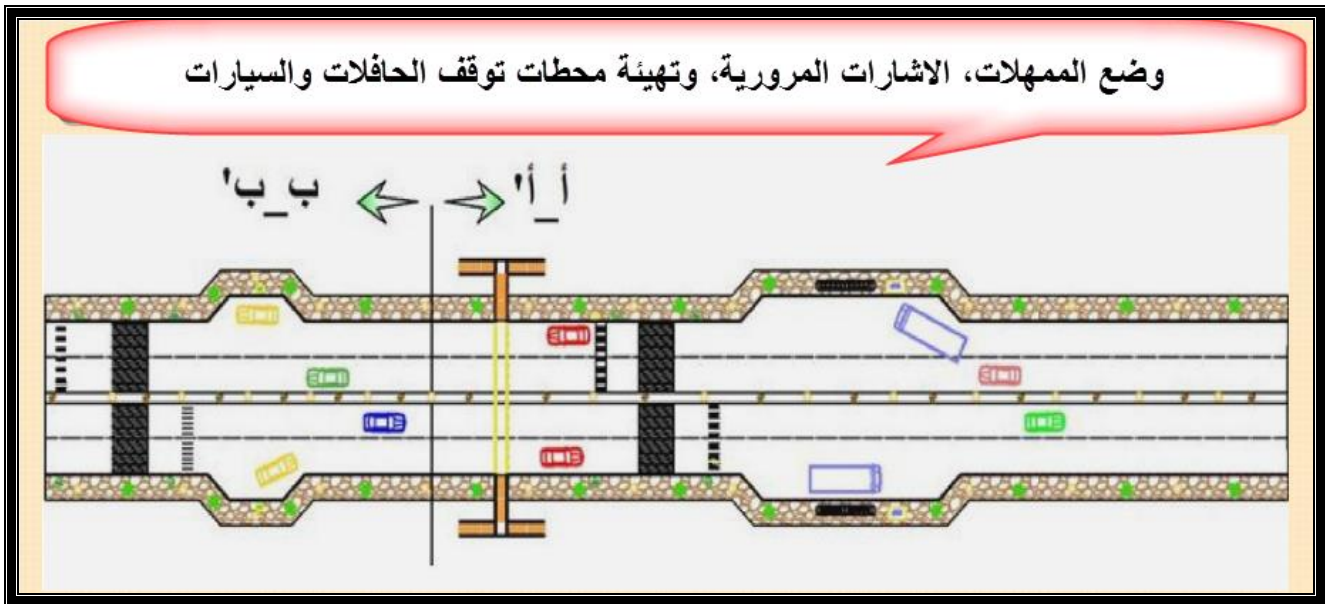 وضع الممهلات، الاشارات المرورية، وتهيئة محطات توقف الحافلات والسيارات
أ_أ'
ب_ب'